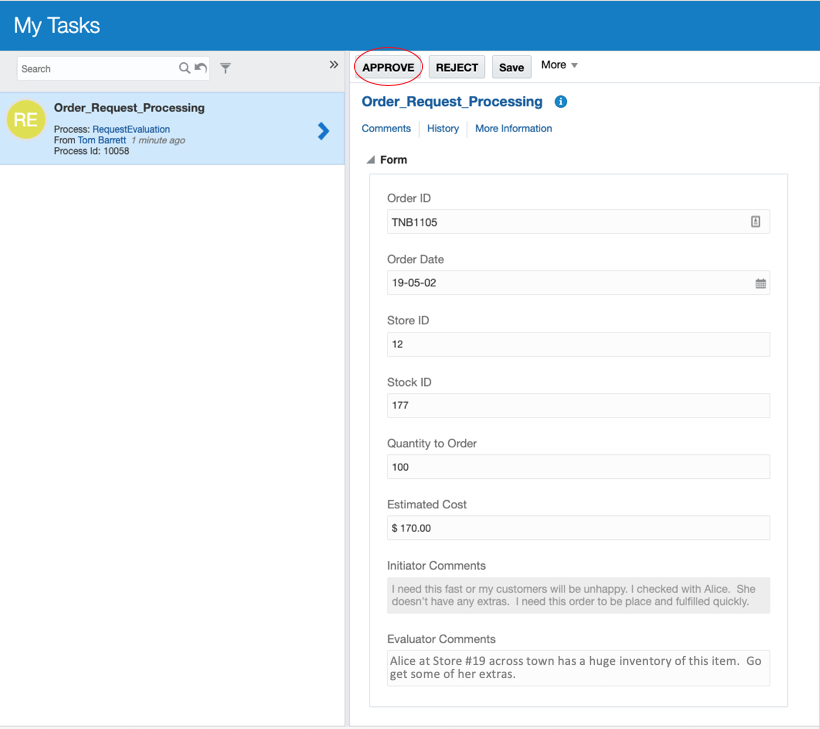 My Tasks
Search
»
RE
Order_Request_Processing
Process: RequestEvaluation
From Tom Barrett 1 minute ago
Process Id: 10058
APPROVE REJECT Save More
Order_Request_Processing i
Comments History More Information
Form
Order ID
TNB1105
Order Date
19-05-02
Store ID
12
Stock ID
177
Quantity to Order
100
Estimated Cost
$ 170.00
Initiator Comments
I need this fast or my customers will be unhappy. I checked with Alice. She
doesn't have any extras. I need this order to be place and fulfilled quickly.
Evaluator Comments
Alice at Store #19 across town has a huge inventory of this item. Go
get some of her extras.